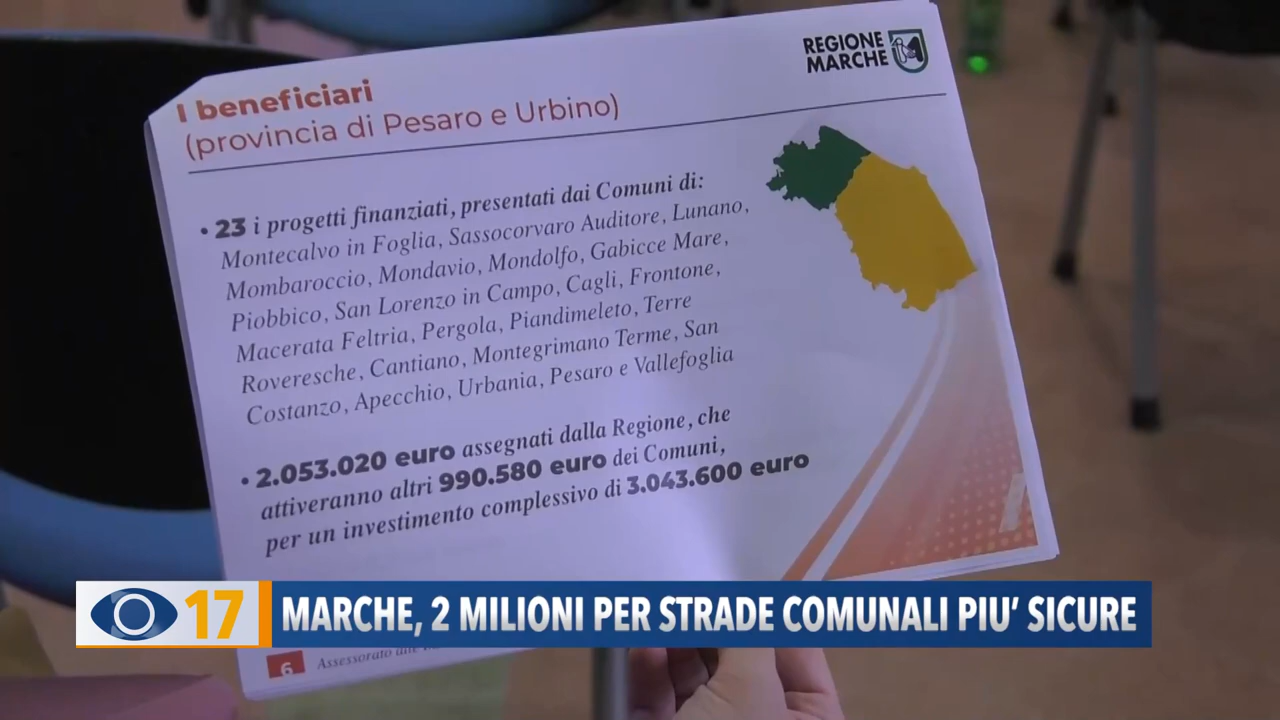 REGIONE
MARCHE
I beneficiari
(provincia di Pesaro e Urbino)
• 23 i progetti finanziati, presentati dai Comuni di:
Montecalvo in Foglia, Sassocorvaro Auditore, Lunano,
Mombaroccio, Mondavio, Mondolfo, Gabicce Mare,
Piobbico, San Lorenzo in Campo, Cagli, Frontone,
Macerata Feltria, Pergola, Piandimeleto, Terre
Roveresche, Cantiano, Montegrimano Terme, San
Costanzo, Apecchio, Urbania, Pesaro e Vallefoglia
• 2.053.020 euro assegnati dalla Regione, che
attiveranno altri 990.580 euro dei Comuni,
per un investimento complessivo di 3.043.600 euro
17 MARCHE, 2 MILIONI PER STRADE COMUNALI PIU' SICURE
6 Assessorato